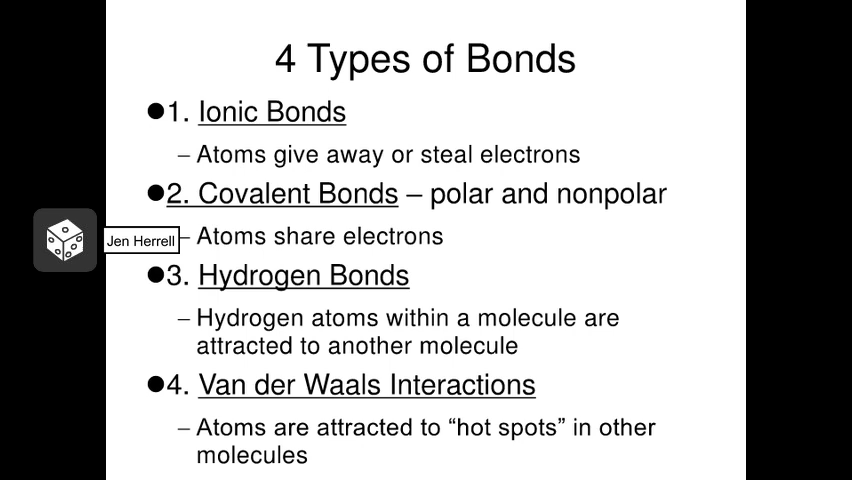 4 Types of Bonds
●1. Ionic Bonds
– Atoms give away or steal electrons
●2. Covalent Bonds – polar and nonpolar
Jen Herrell
– Atoms share electrons
●3. Hydrogen Bonds
– Hydrogen atoms within a molecule are
attracted to another molecule
●4. Van der Waals Interactions
– Atoms are attracted to “hot spots” in other
molecules